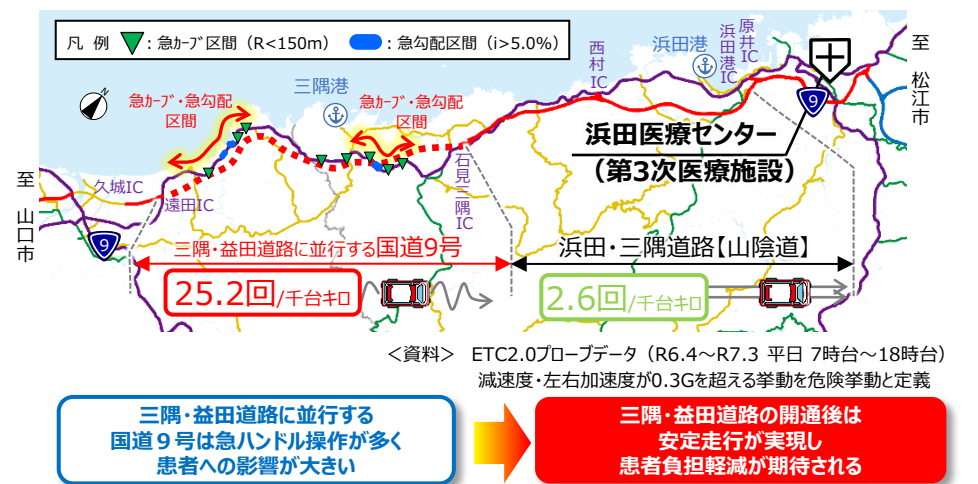 凡 例 :急ｶｰﾌﾞ区間（R<150m） :急勾配区間（i>5.0%）
N
急ｶｰﾌﾞ・急勾配
区間
三隅港
急ｶｰﾌﾞ・急勾配
区間
西村IC
浜田港
浜田港IC
原井IC
9
至 松江市
浜田医療センター
（第3次医療施設）
至 山口市
久城IC
遠田IC
石見三隅IC
9
三隅・益田道路に並行する国道9号
浜田・三隅道路【山陰道】
25.2回/千台キロ
2.6回/千台キロ
＜資料＞ ETC2.0プローブデータ（R6.4～R7.3 平日 7時台～18時台）
減速度・左右加速度が0.3Gを超える挙動を危険挙動と定義
三隅・益田道路に並行する
国道９号は急ハンドル操作が多く
患者への影響が大きい
三隅・益田道路の開通後は
安定走行が実現し
患者負担軽減が期待される